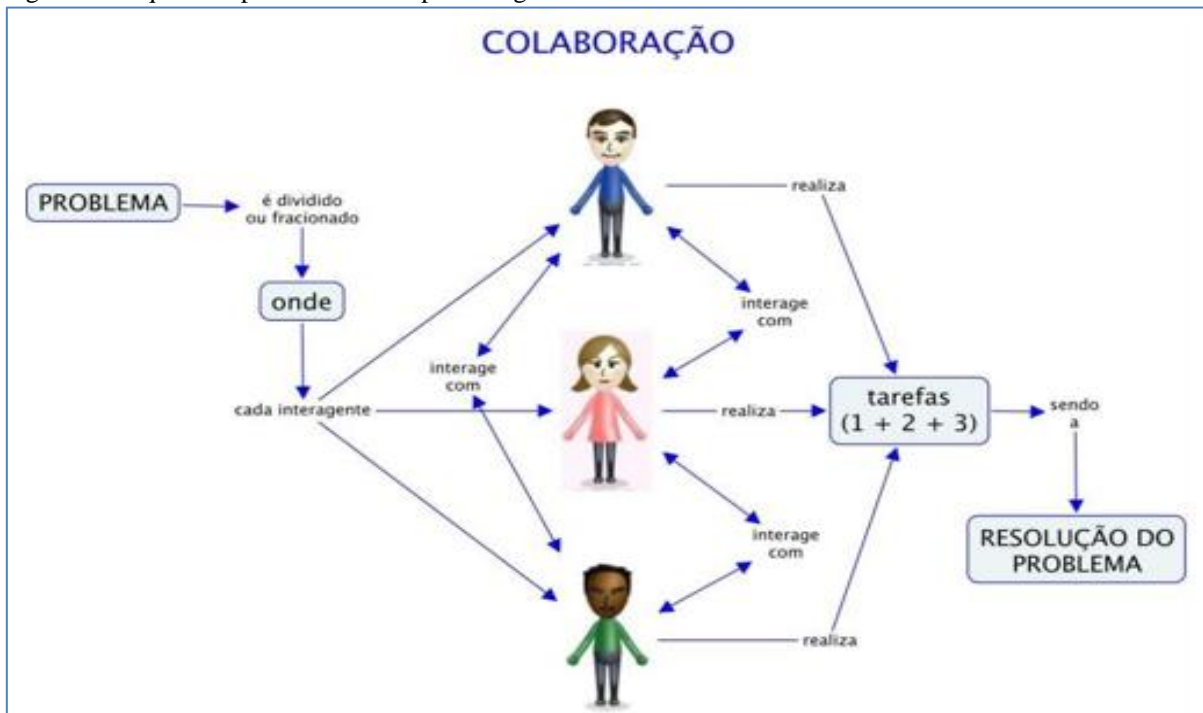 COLABORAÇÃO
PROBLEMA
é dividido
ou fracionado
onde
cada interagente
interage
com
realiza
interage
com
realiza
interage
com
realiza
tarefas
(1 + 2 + 3)
sendo
a
RESOLUÇÃO DO
PROBLEMA